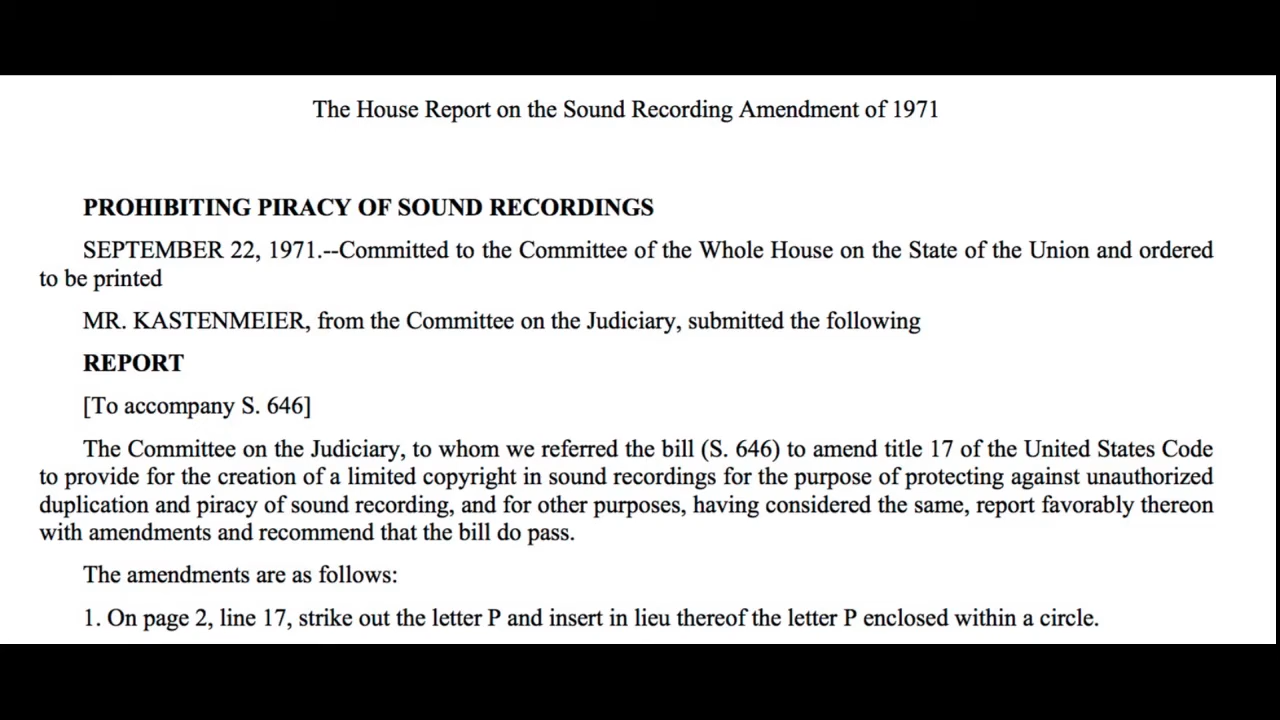 The House Report on the Sound Recording Amendment of 1971
PROHIBITING PIRACY OF SOUND RECORDINGS
SEPTEMBER 22, 1971.--Committed to the Committee of the Whole House on the State of the Union and ordered
to be printed
MR. KASTENMEIER, from the Committee on the Judiciary, submitted the following
REPORT
[To accompany S. 646]
The Committee on the Judiciary, to whom we referred the bill (S. 646) to amend title 17 of the United States Code
to provide for the creation of a limited copyright in sound recordings for the purpose of protecting against unauthorized
duplication and piracy of sound recording, and for other purposes, having considered the same, report favorably thereon
with amendments and recommend that the bill do pass.
The amendments are as follows:
1. On page 2, line 17, strike out the letter P and insert in lieu thereof the letter P enclosed within a circle.